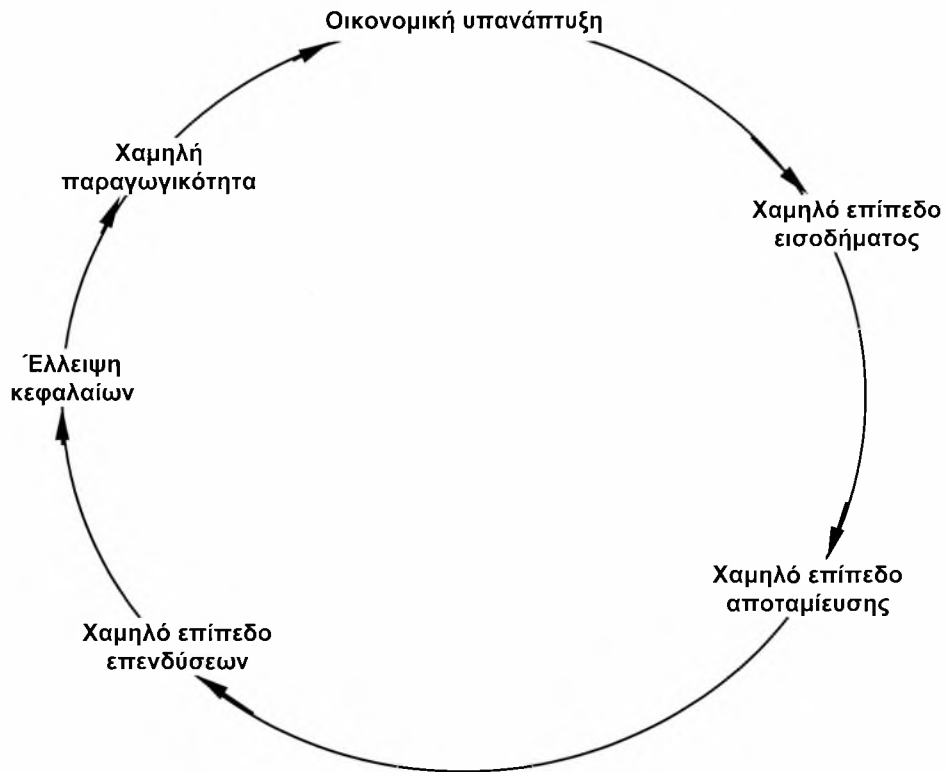 Οικονομική υπανάπτυξη
Χαμηλό επίπεδο
εισοδήματος
Χαμηλό επίπεδο
αποταμίευσης
Χαμηλό επίπεδο
επενδύσεων
Έλλειψη
κεφαλαίων
Χαμηλή
παραγωγικότητα